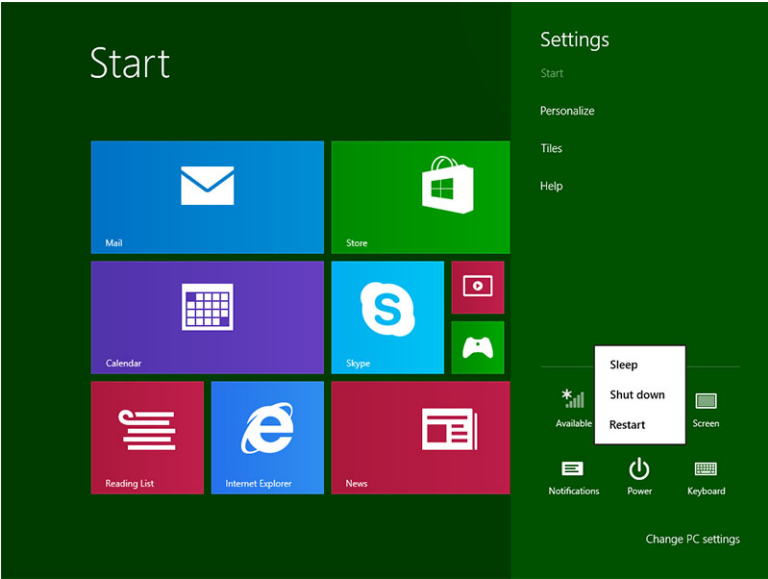 Start
Mail
Store
Calendar
Skype
Reading List
Internet Explorer
News
Settings
Start
Personalize
Tiles
Help
Sleep
Shut down
Restart
Available
Screen
Notifications
Power
Keyboard
Change PC settings